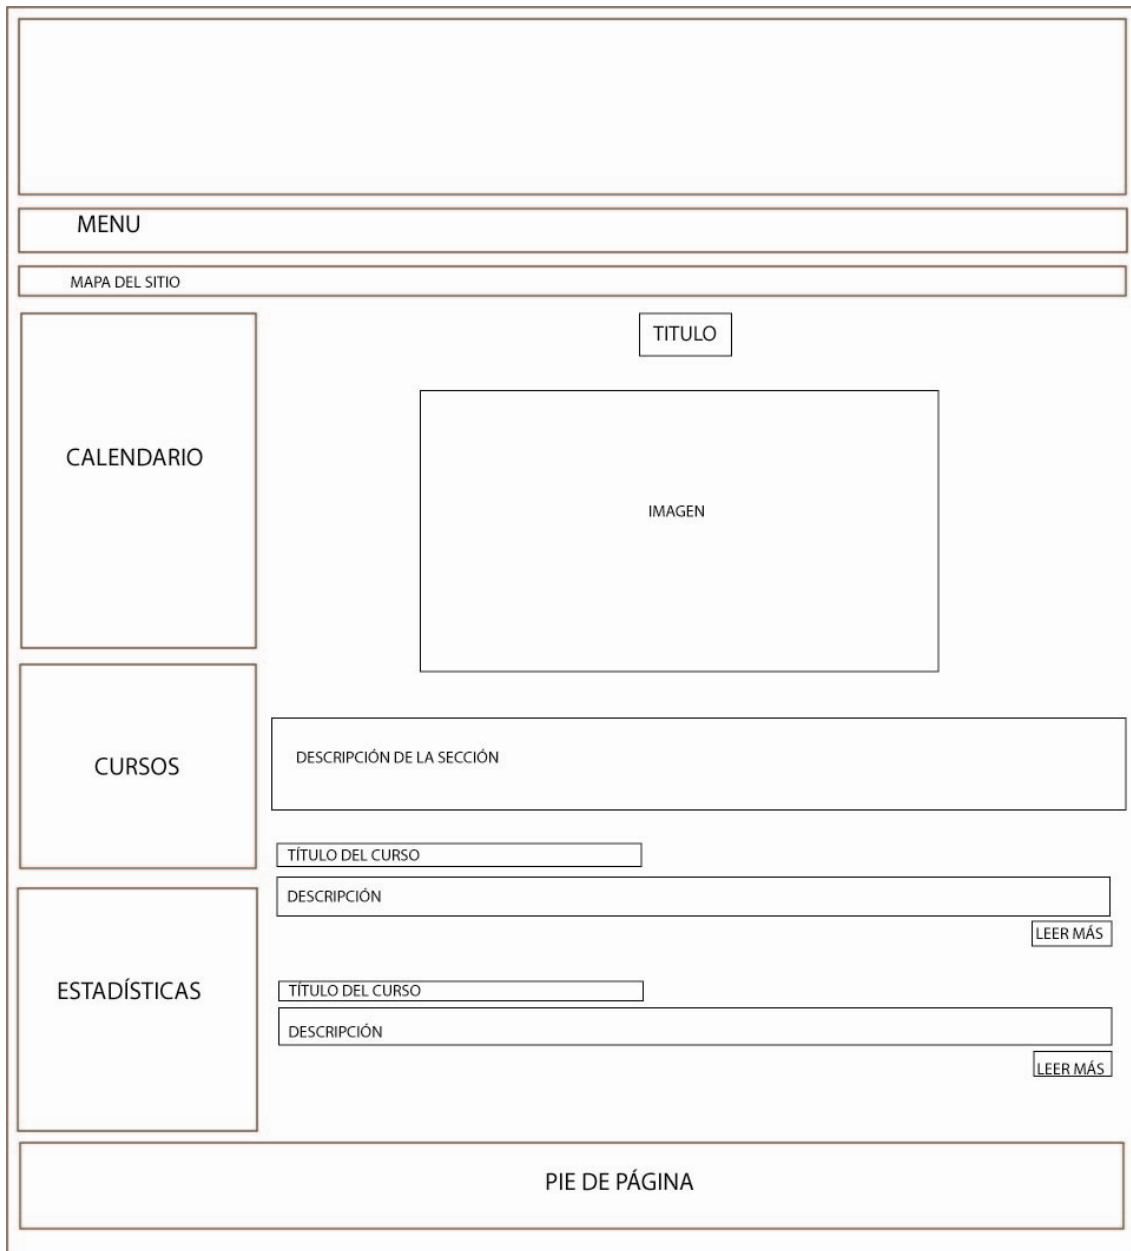 MENU
MAPA DEL SITIO
CALENDARIO
CURSOS
ESTADÍSTICAS
TITULO
IMAGEN
DESCRIPCIÓN DE LA SECCIÓN
TÍTULO DEL CURSO
DESCRIPCIÓN
LEER MÁS
TÍTULO DEL CURSO
DESCRIPCIÓN
LEER MÁS
PIE DE PÁGINA